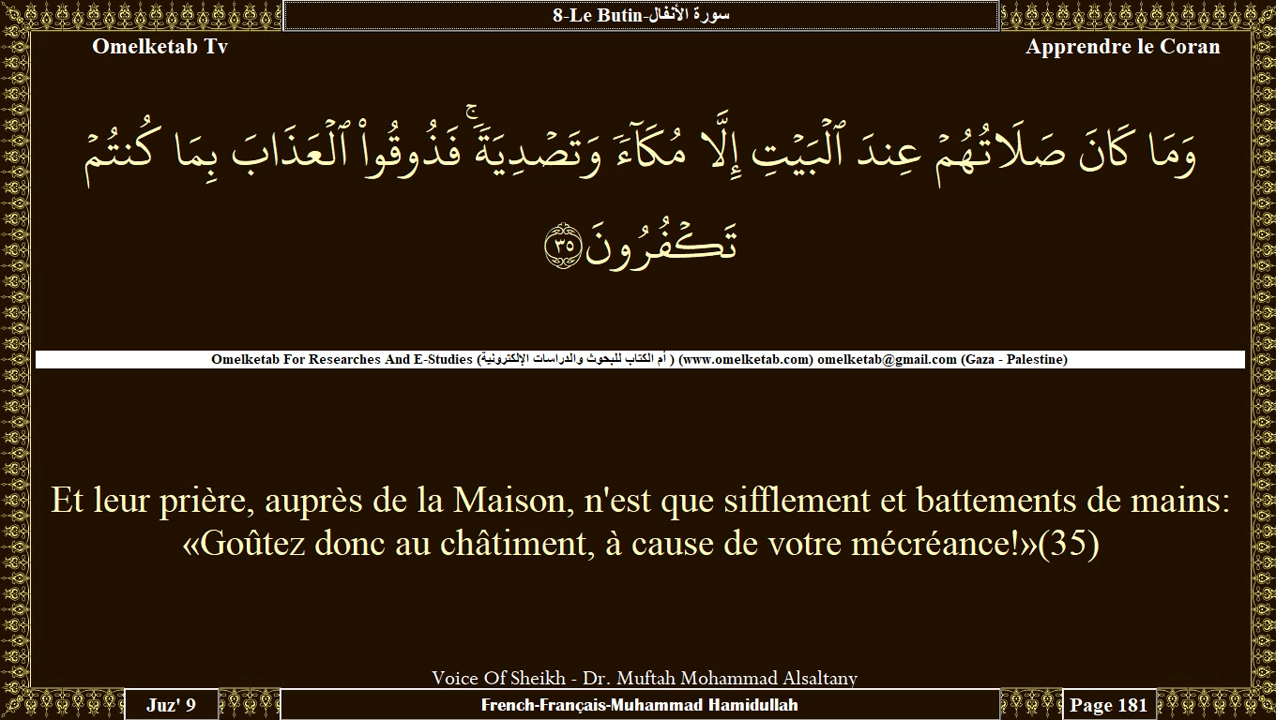 8-Le Butin-سورة الأنفال
Omelketab Tv
Apprendre le Coran
وَمَا كَانَ صَلَاتُهُمۡ عِندَ ٱلۡبَيۡتِ إِلَّا مُكَآءٗ وَتَصۡدِيَةٗۚ فَذُوقُواْ ٱلۡعَذَابَ بِمَا كُنتُمۡ
تَكۡفُرُونَ ٣٥
Omelketab For Researches And E-Studies (أم الكتاب للبحوث والدراسات الإلكترونية ) (www.omelketab.com) omelketab@gmail.com (Gaza - Palestine)
Et leur prière, auprès de la Maison, n'est que sifflement et battements de mains:
«Goûtez donc au châtiment, à cause de votre mécréance!»(35)
Voice Of Sheikh - Dr. Muftah Mohammad Alsaltany
Juz' 9
French-Français-Muhammad Hamidullah
Page 181